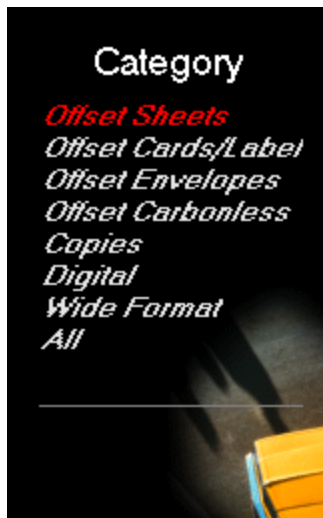 Category
Offset Sheets
Offset Cards/Label
Offset Envelopes
Offset Carbonless
Copies
Digital
Wide Format
All